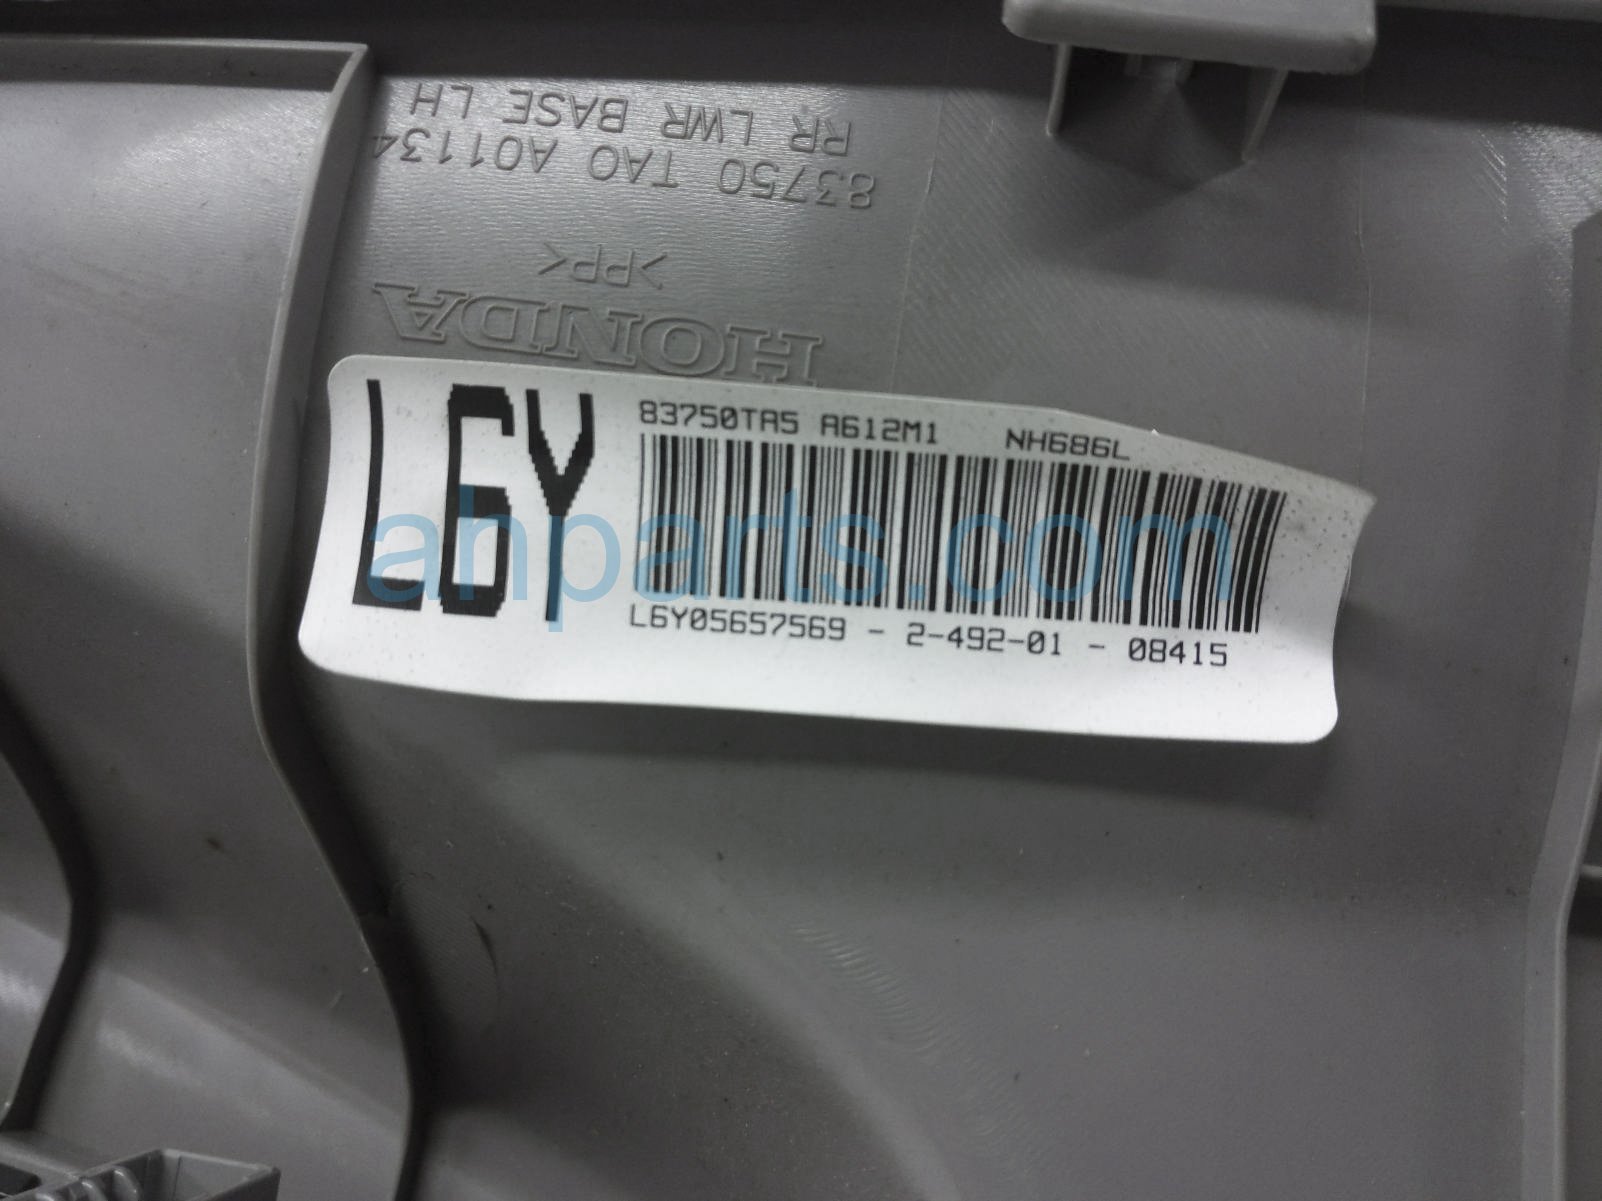 RR LWR BASE LH
83750 TA0 A01134
>PP<
HONDA
L6Y
83750TA5 A612M1 NH686L
L6Y05657569 - 2-492-01 - 08415
ahparts.com